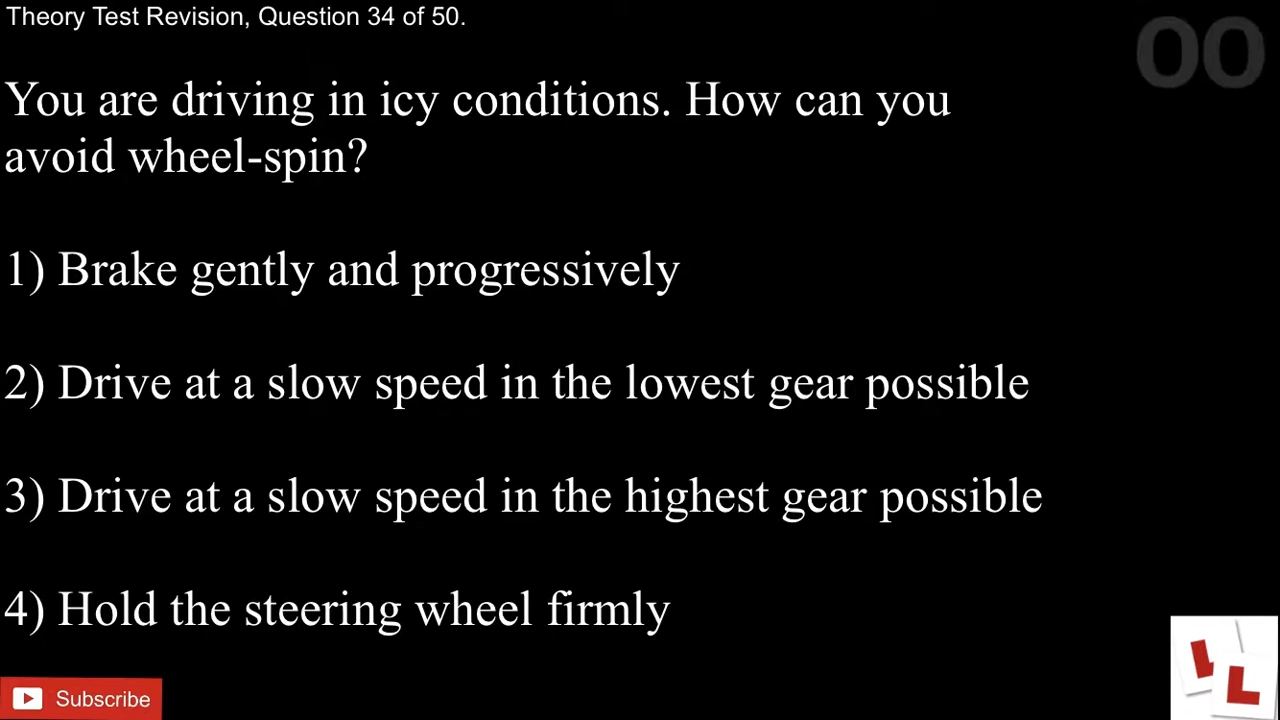 Theory Test Revision, Question 34 of 50.
00
You are driving in icy conditions. How can you
avoid wheel-spin?
1) Brake gently and progressively
2) Drive at a slow speed in the lowest gear possible
3) Drive at a slow speed in the highest gear possible
4) Hold the steering wheel firmly
L L
Subscribe